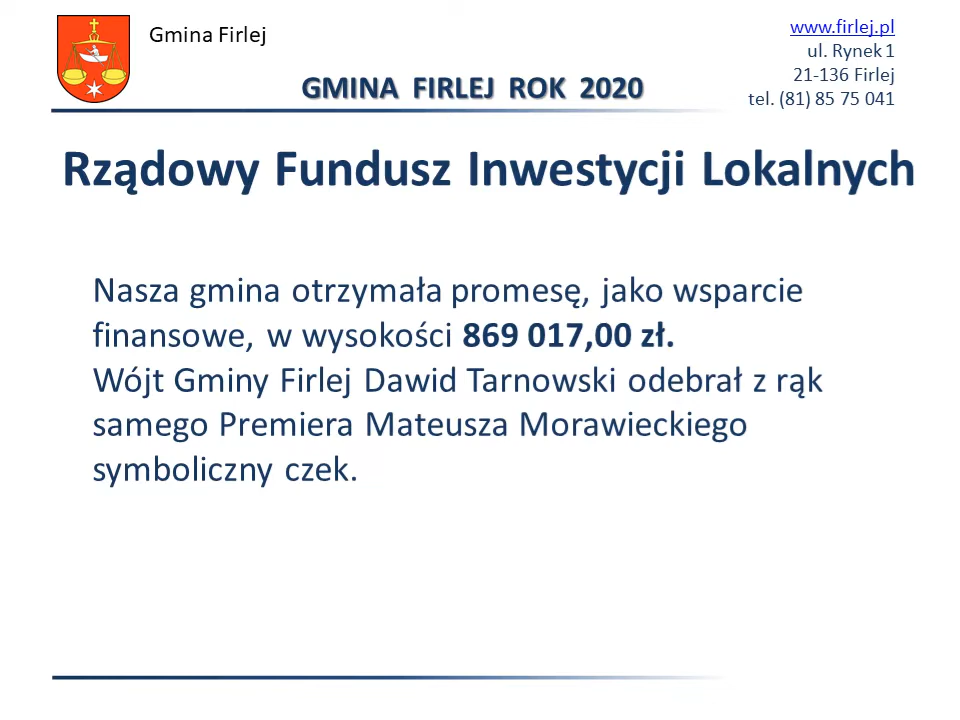 Gmina Firlej
www.firlej.pl
ul. Rynek 1
21-136 Firlej
tel. (81) 85 75 041
GMINA FIRLEJ ROK 2020
Rządowy Fundusz Inwestycji Lokalnych
Nasza gmina otrzymała promesę, jako wsparcie
finansowe, w wysokości 869 017,00 zł.
Wójt Gminy Firlej Dawid Tarnowski odebrał z rąk
samego Premiera Mateusza Morawieckiego
symboliczny czek.